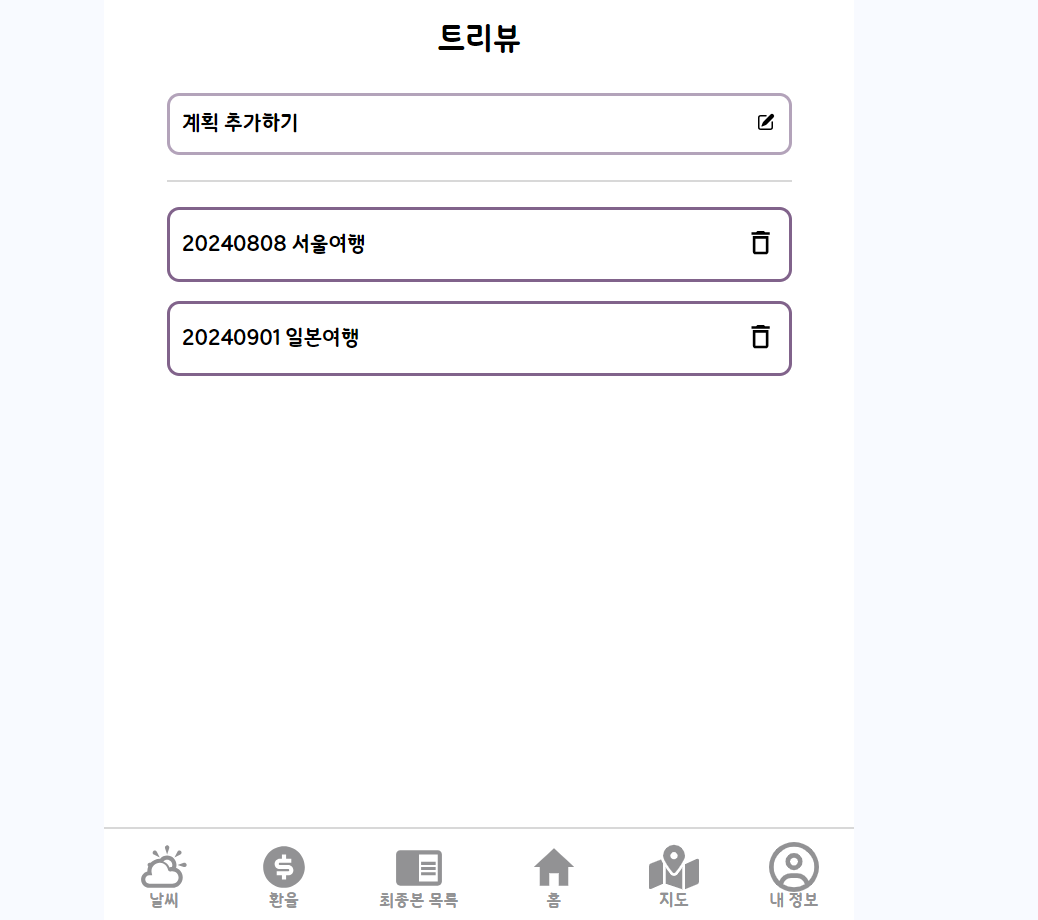 트리뷰
계획 추가하기
20240808 서울여행
20240901 일본여행
날씨
환율
최종본 목록
홈
지도
내 정보